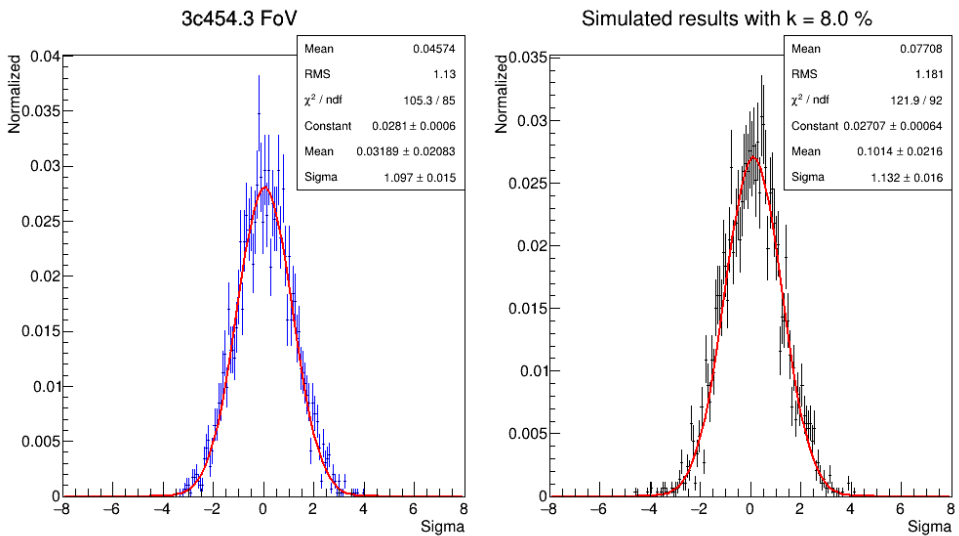 3c454.3 FoV
Mean 0.04574
RMS 1.13
χ² / ndf 105.3 / 85
Constant 0.0281 ± 0.0006
Mean 0.03189 ± 0.02083
Sigma 1.097 ± 0.015
Normalized
0.04
0.035
0.03
0.025
0.02
0.015
0.01
0.005
0
−8 −6 −4 −2 0 2 4 6 8
Sigma
Simulated results with k = 8.0 %
Mean 0.07708
RMS 1.181
χ² / ndf 121.9 / 92
Constant 0.02707 ± 0.00064
Mean 0.1014 ± 0.0216
Sigma 1.132 ± 0.016
Normalized
0.035
0.03
0.025
0.02
0.015
0.01
0.005
0
−8 −6 −4 −2 0 2 4 6 8
Sigma